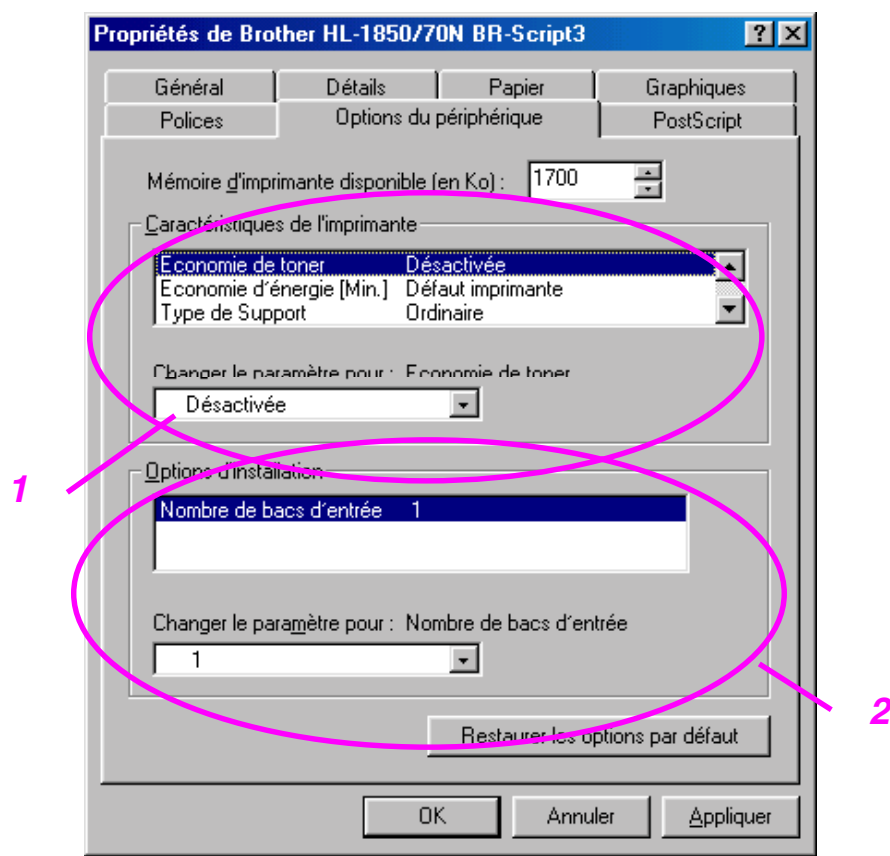 Propriétés de Brother HL-1850/70N BR-Script3
Général Détails Papier Graphiques
Polices Options du périphérique PostScript
Mémoire d'imprimante disponible (en Ko) : 1700
Caractéristiques de l'imprimante
Economie de toner Désactivée
Economie d´énergie [Min.] Défaut imprimante
Type de Support Ordinaire
Changer le paramètre pour : Economie de toner
Désactivée
1
Options d'installation
Nombre de bacs d´entrée 1
Changer le paramètre pour : Nombre de bacs d´entrée
1
2
Restaurer les options par défaut
OK Annuler Appliquer